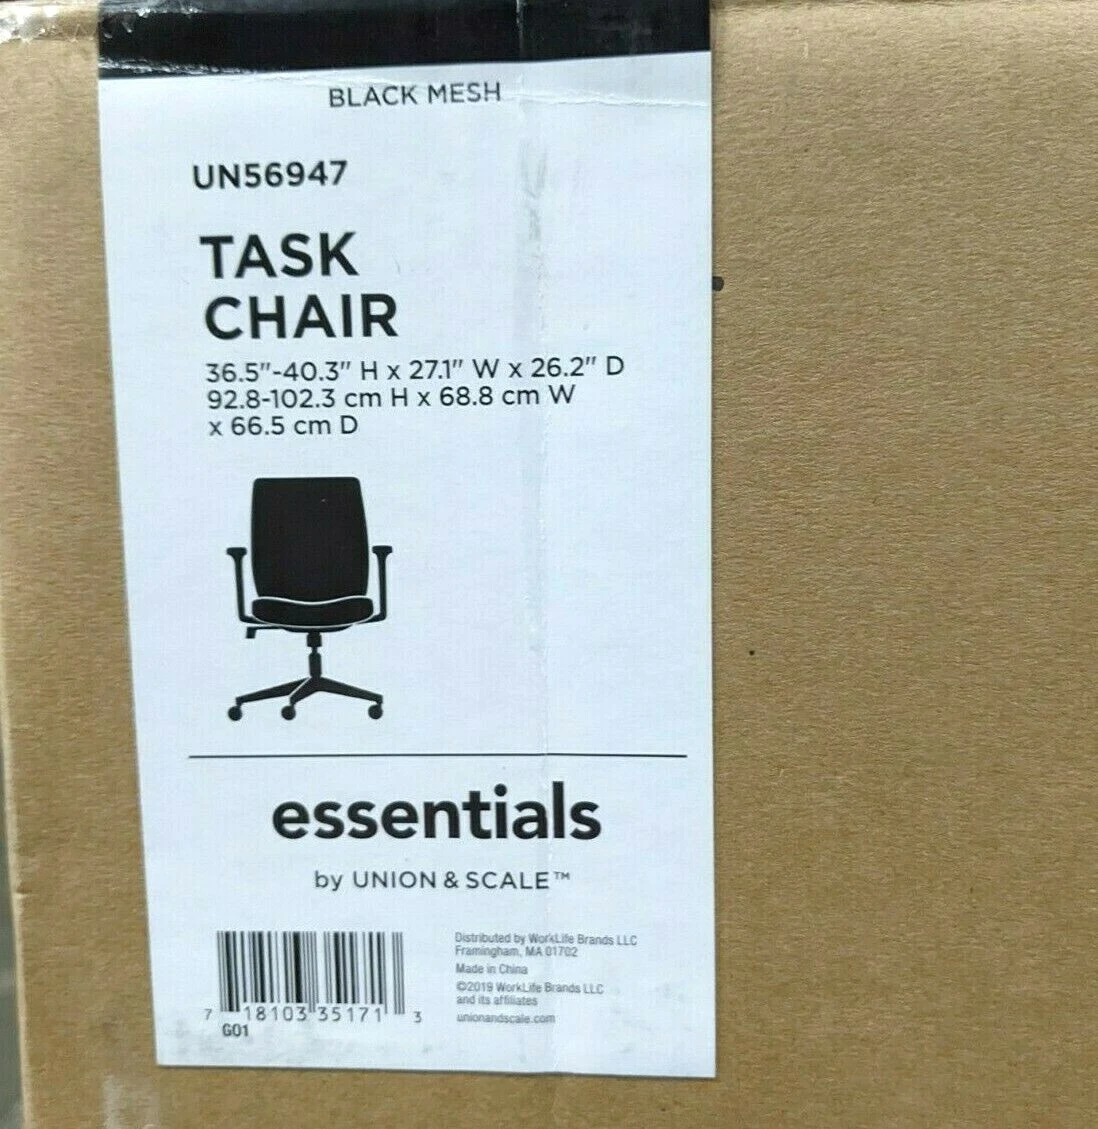 BLACK MESH
UN56947
TASK
CHAIR
36.5"-40.3" H x 27.1" W x 26.2" D
92.8-102.3 cm H x 68.8 cm W
x 66.5 cm D
essentials
by UNION & SCALE™
Distributed by WorkLife Brands LLC
Framingham, MA 01702
Made in China
©2019 WorkLife Brands LLC
and its affiliates
unionandscale.com
7 18103 35171 3
G01